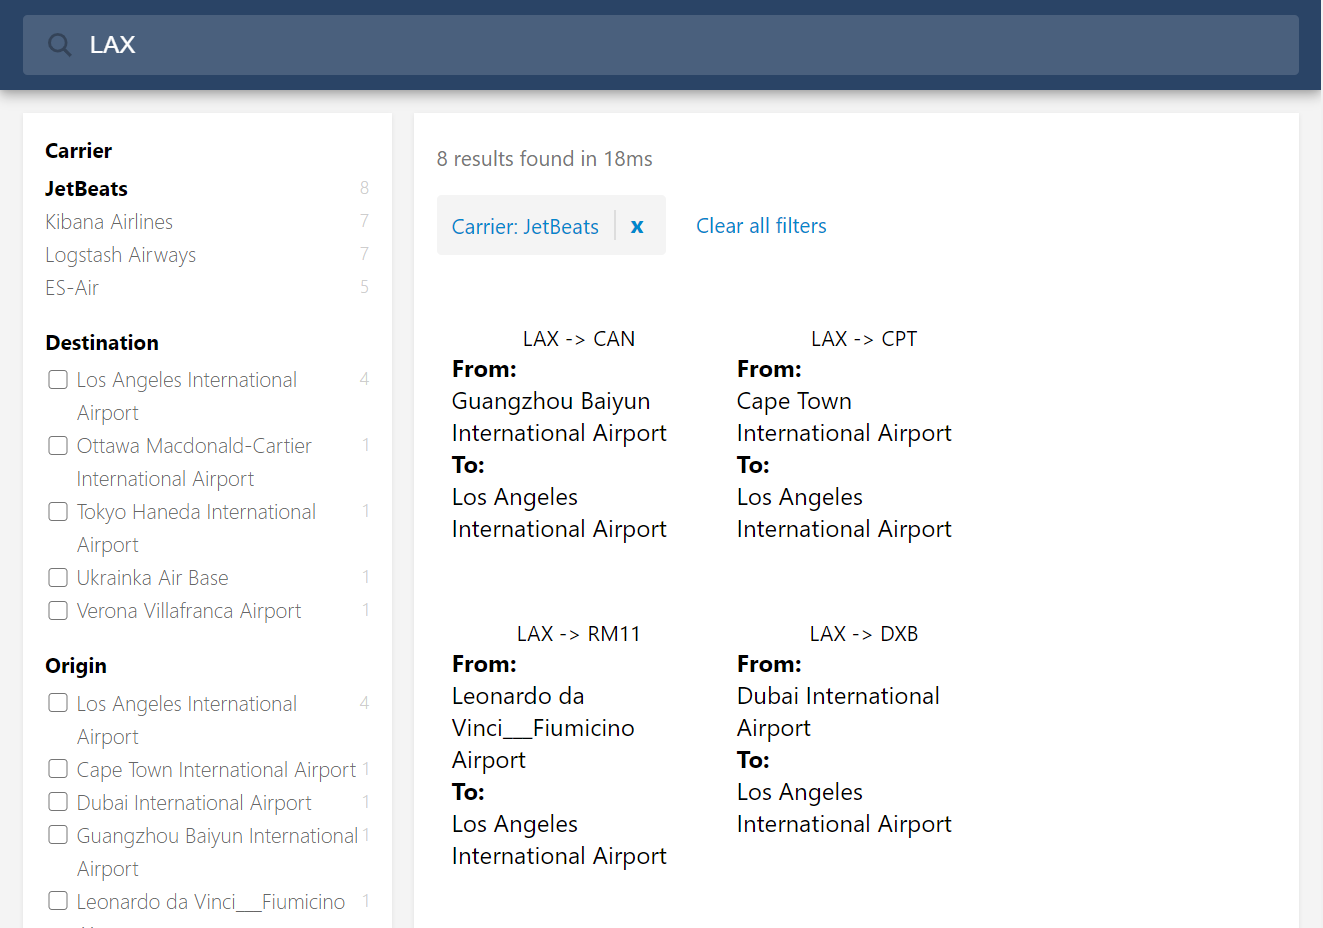 LAX
Carrier
JetBeats 8
Kibana Airlines 7
Logstash Airways 7
ES-Air 5
Destination
Los Angeles International 4
Airport
Ottawa Macdonald-Cartier 1
International Airport
Tokyo Haneda International 1
Airport
Ukrainka Air Base 1
Verona Villafranca Airport 1
Origin
Los Angeles International 4
Airport
Cape Town International Airport 1
Dubai International Airport 1
Guangzhou Baiyun International 1
Airport
Leonardo da Vinci___Fiumicino 1
8 results found in 18ms
Carrier: JetBeats x Clear all filters
LAX -> CAN
From:
Guangzhou Baiyun
International Airport
To:
Los Angeles
International Airport
LAX -> CPT
From:
Cape Town
International Airport
To:
Los Angeles
International Airport
LAX -> RM11
From:
Leonardo da
Vinci___Fiumicino
Airport
To:
Los Angeles
International Airport
LAX -> DXB
From:
Dubai International
Airport
To:
Los Angeles
International Airport